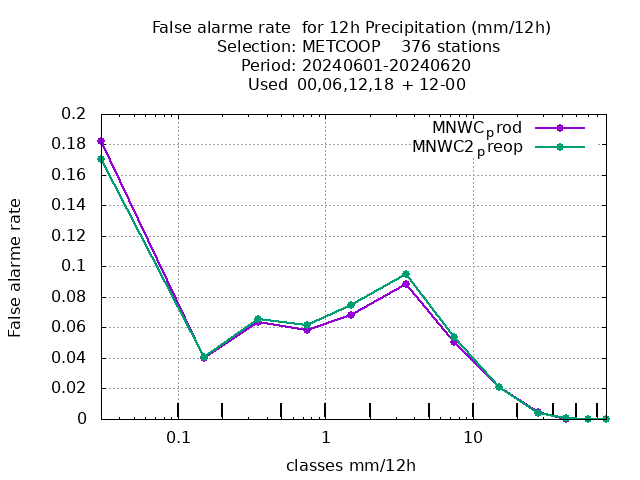 False alarme rate  for 12h Precipitation (mm/12h)
Selection: METCOOP    376 stations
Period: 20240601-20240620
Used  00,06,12,18 + 12-00
MNWCprod
MNWC2preop
0.2
0.18
0.16
0.14
0.12
0.1
0.08
0.06
0.04
0.02
0
False alarme rate
0.1
1
10
classes mm/12h